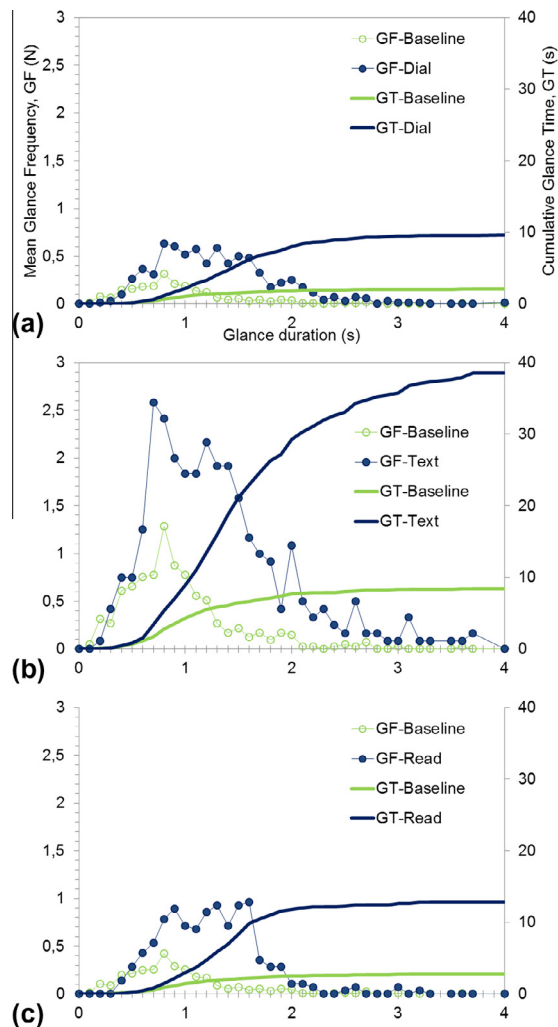 3
2,5
2
1,5
1
0,5
0
Mean Glance Frequency, GF (N)
GF-Baseline
GF-Dial
GT-Baseline
GT-Dial
40
30
20
10
0
Cumulative Glance Time, GT (s)
0 1 2 3 4
Glance duration (s)
(a)
3
2,5
2
1,5
1
0,5
0
GF-Baseline
GF-Text
GT-Baseline
GT-Text
40
30
20
10
0
0 1 2 3 4
(b)
3
2,5
2
1,5
1
0,5
0
GF-Baseline
GF-Read
GT-Baseline
GT-Read
40
30
20
10
0
0 1 2 3 4
(c)